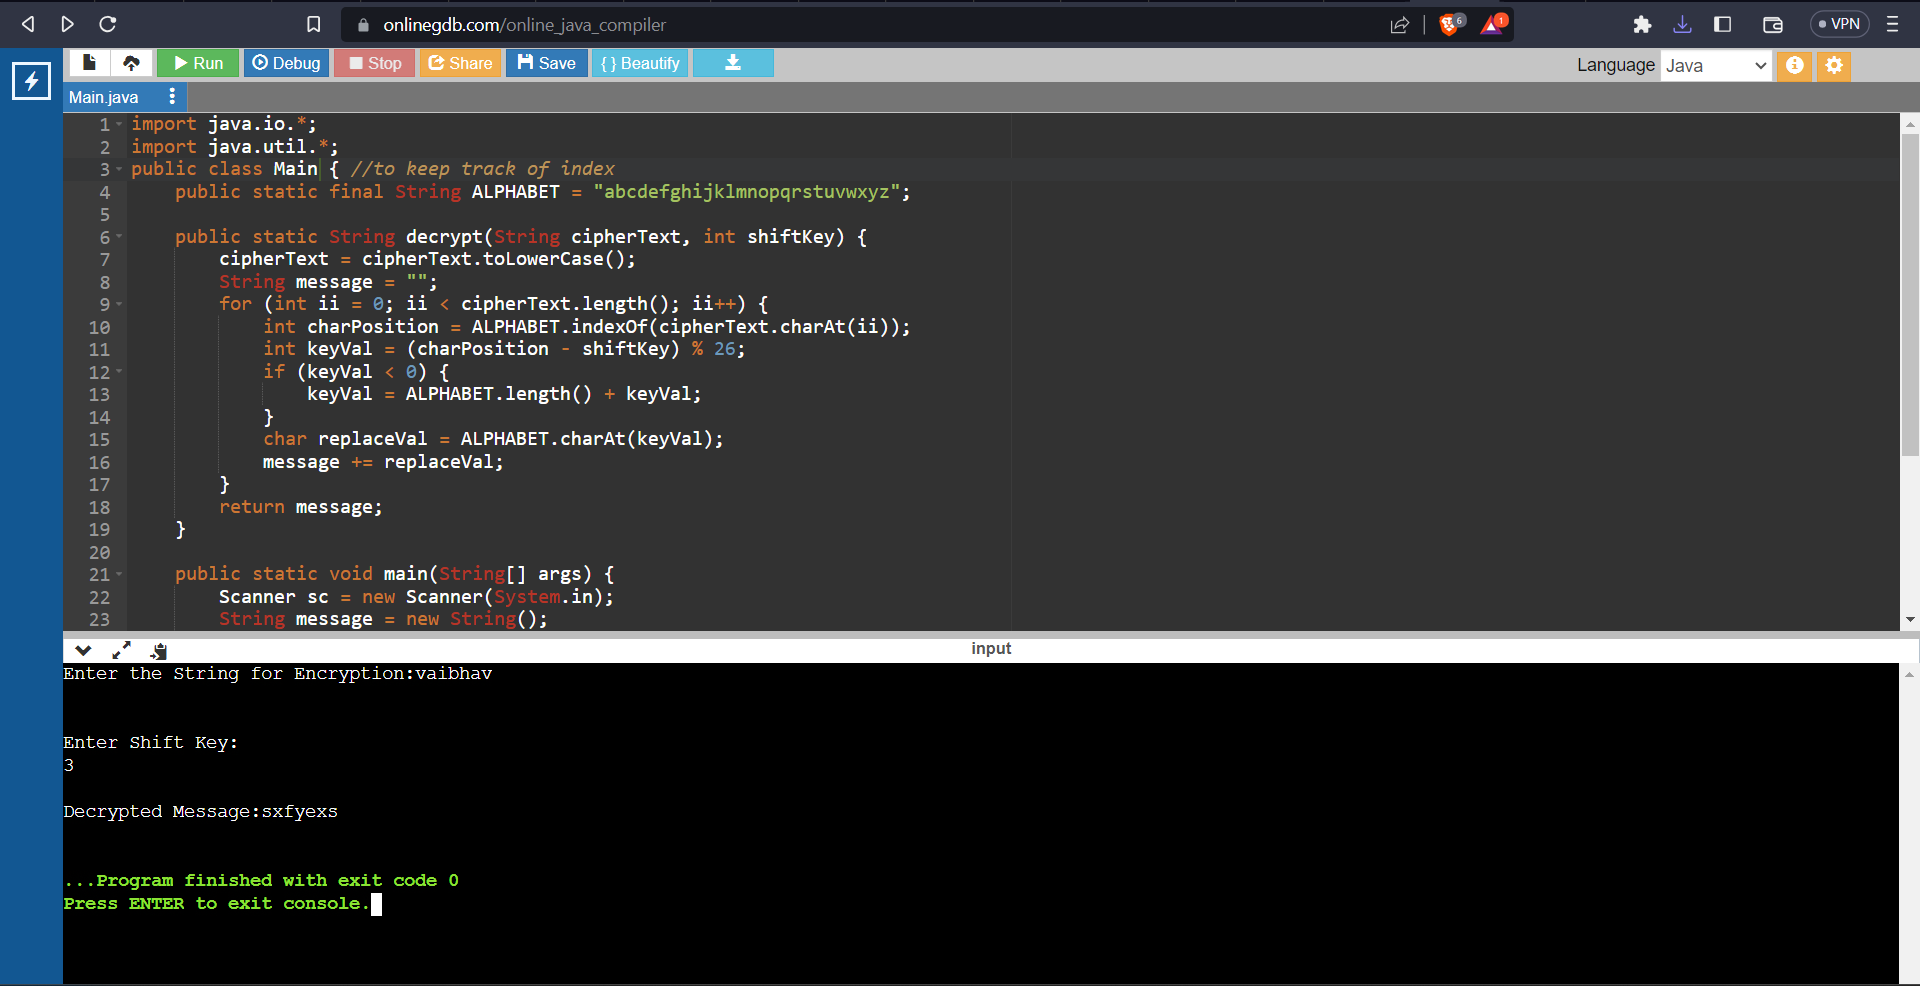 onlinegdb.com/online_java_compiler
6
1
VPN
Run
Debug
Stop
Share
Save
{ } Beautify
Language
Java
Main.java
1 import java.io.*;
2 import java.util.*;
3 public class Main { //to keep track of index
4     public static final String ALPHABET = "abcdefghijklmnopqrstuvwxyz";
5
6     public static String decrypt(String cipherText, int shiftKey) {
7         cipherText = cipherText.toLowerCase();
8         String message = "";
9         for (int ii = 0; ii < cipherText.length(); ii++) {
10             int charPosition = ALPHABET.indexOf(cipherText.charAt(ii));
11             int keyVal = (charPosition - shiftKey) % 26;
12             if (keyVal < 0) {
13                 keyVal = ALPHABET.length() + keyVal;
14             }
15             char replaceVal = ALPHABET.charAt(keyVal);
16             message += replaceVal;
17         }
18         return message;
19     }
20
21     public static void main(String[] args) {
22         Scanner sc = new Scanner(System.in);
23         String message = new String();
input
Enter the String for Encryption:vaibhav
Enter Shift Key:
3
Decrypted Message:sxfyexs
...Program finished with exit code 0
Press ENTER to exit console.